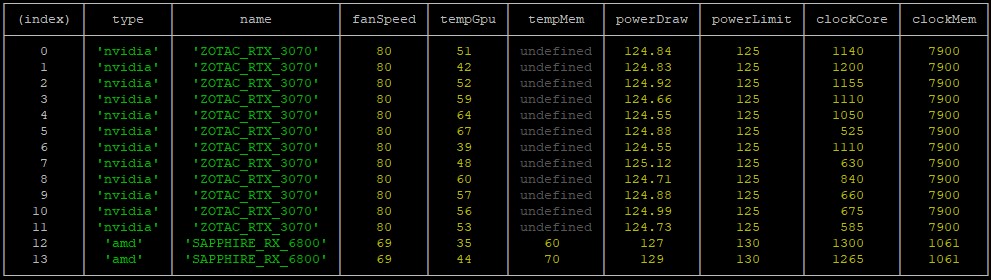 (index) type name fanSpeed tempGpu tempMem powerDraw powerLimit clockCore clockMem
0 'nvidia' 'ZOTAC_RTX_3070' 80 51 undefined 124.84 125 1140 7900
1 'nvidia' 'ZOTAC_RTX_3070' 80 42 undefined 124.83 125 1200 7900
2 'nvidia' 'ZOTAC_RTX_3070' 80 52 undefined 124.92 125 1155 7900
3 'nvidia' 'ZOTAC_RTX_3070' 80 59 undefined 124.66 125 1110 7900
4 'nvidia' 'ZOTAC_RTX_3070' 80 64 undefined 124.55 125 1050 7900
5 'nvidia' 'ZOTAC_RTX_3070' 80 67 undefined 124.88 125 525 7900
6 'nvidia' 'ZOTAC_RTX_3070' 80 39 undefined 124.55 125 1110 7900
7 'nvidia' 'ZOTAC_RTX_3070' 80 48 undefined 125.12 125 630 7900
8 'nvidia' 'ZOTAC_RTX_3070' 80 60 undefined 124.71 125 840 7900
9 'nvidia' 'ZOTAC_RTX_3070' 80 57 undefined 124.88 125 660 7900
10 'nvidia' 'ZOTAC_RTX_3070' 80 56 undefined 124.99 125 675 7900
11 'nvidia' 'ZOTAC_RTX_3070' 80 53 undefined 124.73 125 585 7900
12 'amd' 'SAPPHIRE_RX_6800' 69 35 60 127 130 1300 1061
13 'amd' 'SAPPHIRE_RX_6800' 69 44 70 129 130 1265 1061